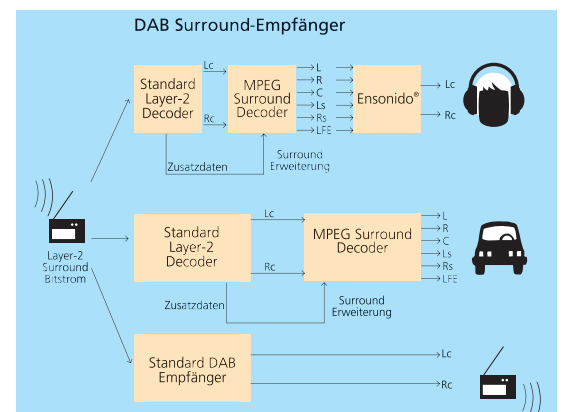 DAB Surround-Empfänger
Lc
Rc
Standard
Layer-2
Decoder
MPEG
Surround
Decoder
L
R
C
Ls
Rs
LFE
Ensonido®
Lc
Rc
Zusatzdaten
Surround
Erweiterung
Layer-2
Surround
Bitstrom
Standard
Layer-2
Decoder
Lc
Rc
MPEG Surround
Decoder
L
R
C
Ls
Rs
LFE
Zusatzdaten
Surround
Erweiterung
Standard DAB
Empfänger
Lc
Rc